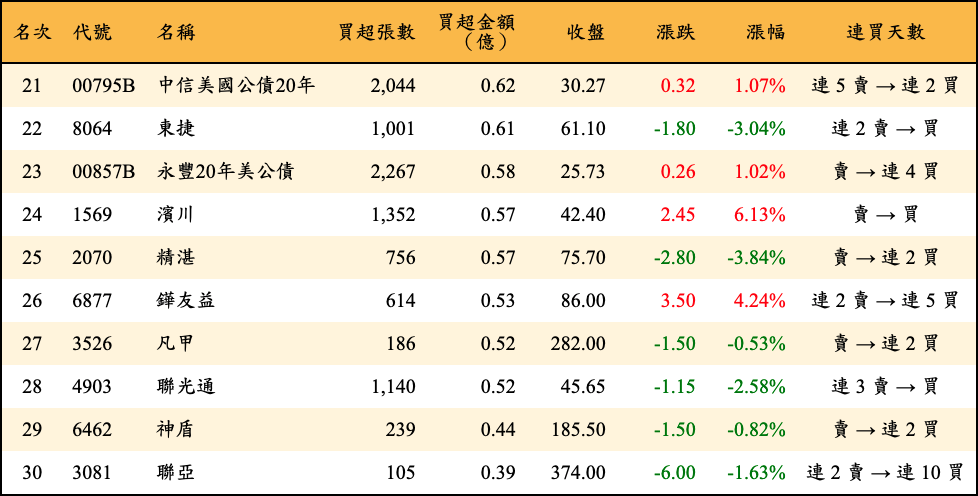 名次 代號 名稱 買超張數 買超金額（億） 收盤 漲跌 漲幅 連買天數
21 00795B 中信美國公債20年 2,044 0.62 30.27 0.32 1.07% 連 5 賣 → 連 2 買
22 8064 東捷 1,001 0.61 61.10 -1.80 -3.04% 連 2 賣 → 買
23 00857B 永豐20年美公債 2,267 0.58 25.73 0.26 1.02% 賣 → 連 4 買
24 1569 濱川 1,352 0.57 42.40 2.45 6.13% 賣 → 買
25 2070 精湛 756 0.57 75.70 -2.80 -3.84% 賣 → 連 2 買
26 6877 鏵友益 614 0.53 86.00 3.50 4.24% 連 2 賣 → 連 5 買
27 3526 凡甲 186 0.52 282.00 -1.50 -0.53% 賣 → 連 2 買
28 4903 聯光通 1,140 0.52 45.65 -1.15 -2.58% 連 3 賣 → 買
29 6462 神盾 239 0.44 185.50 -1.50 -0.82% 賣 → 連 2 買
30 3081 聯亞 105 0.39 374.00 -6.00 -1.63% 連 2 賣 → 連 10 買